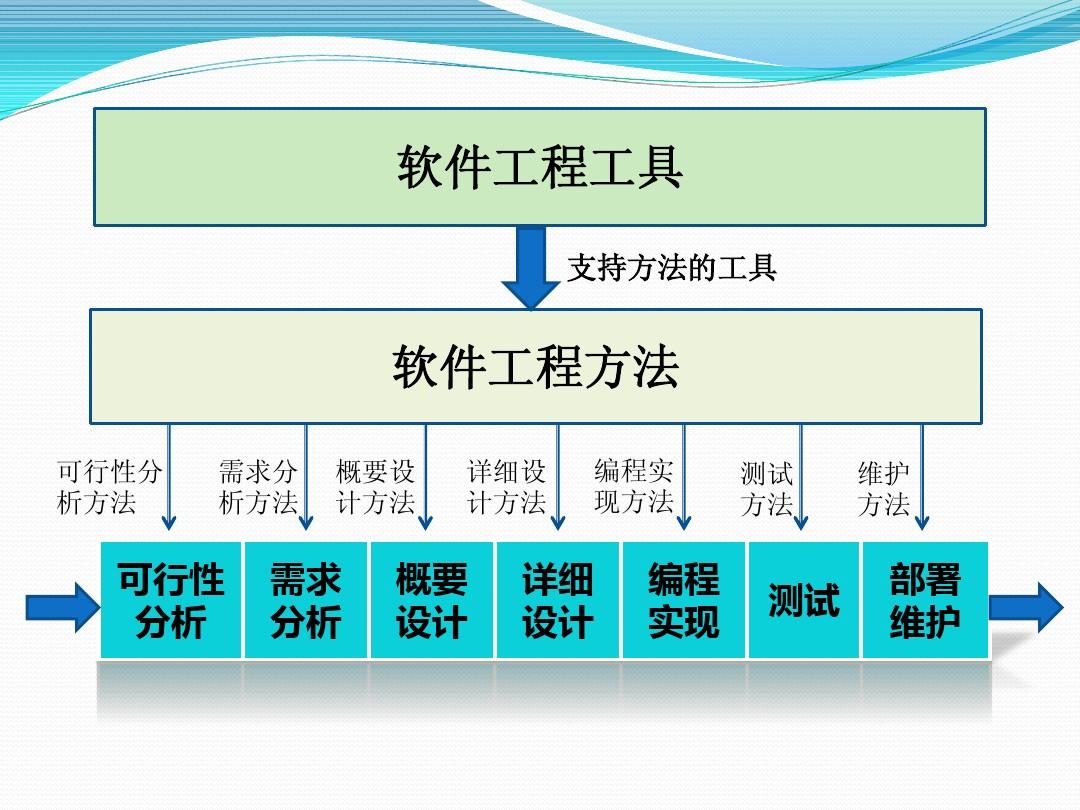 软件工程工具
支持方法的工具
软件工程方法
可行性分
析方法
需求分
析方法
概要设
计方法
详细设
计方法
编程实
现方法
测试
方法
维护
方法
可行性
分析
需求
分析
概要
设计
详细
设计
编程
实现
测试
部署
维护